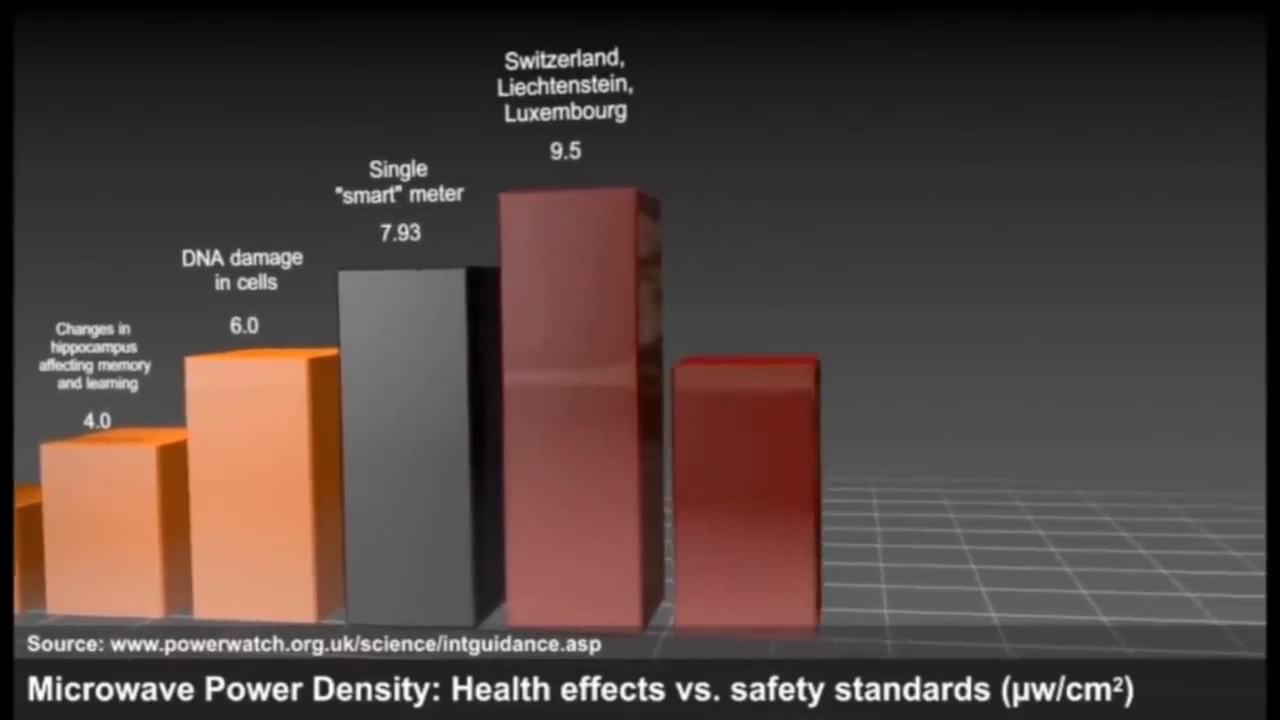 Switzerland,
Liechtenstein,
Luxembourg
9.5
Single
"smart" meter
7.93
DNA damage
in cells
6.0
Changes in
hippocampus
affecting memory
and learning
4.0
Source: www.powerwatch.org.uk/science/intguidance.asp
Microwave Power Density: Health effects vs. safety standards (µw/cm²)